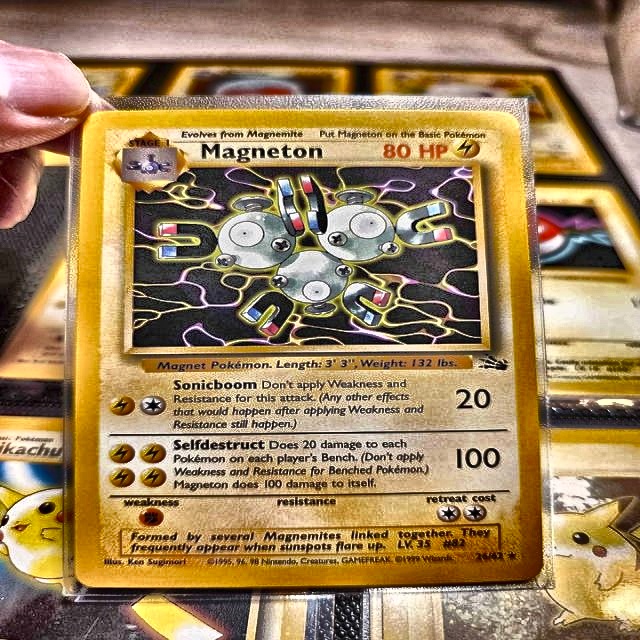 Evolves from Magnemite Put Magneton on the Basic Pokémon
STAGE 1
Magneton 80 HP
Magnet Pokémon. Length: 3' 3", Weight: 132 lbs.
Sonicboom Don't apply Weakness and
Resistance for this attack. (Any other effects
that would happen after applying Weakness and
Resistance still happen.)
20
Selfdestruct Does 20 damage to each
Pokémon on each player's Bench. (Don't apply
Weakness and Resistance for Benched Pokémon.)
Magneton does 100 damage to itself.
100
weakness resistance retreat cost
Formed by several Magnemites linked together. They
frequently appear when sunspots flare up. LV. 35 #82
Illus. Ken Sugimori ©1995, 96, 98 Nintendo, Creatures, GAMEFREAK. ©1999 Wizards. 26/62 ★
ikachu